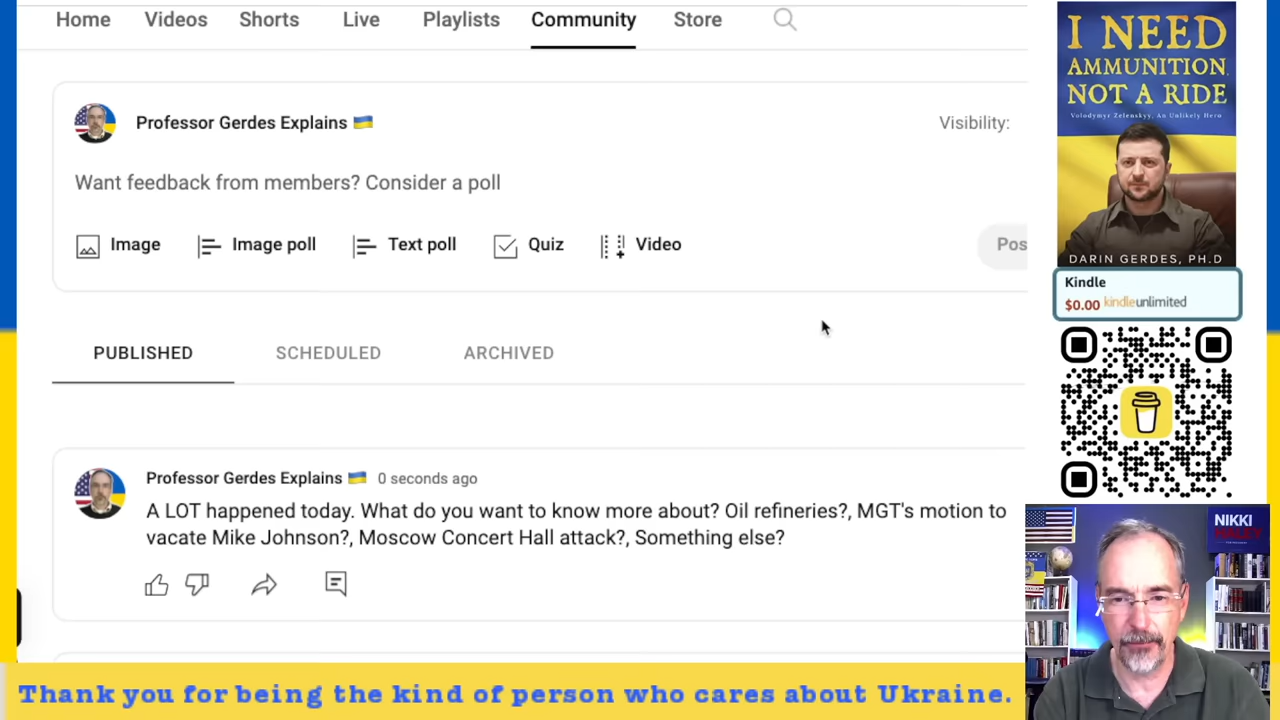 Home Videos Shorts Live Playlists Community Store
Professor Gerdes Explains
Visibility:
Want feedback from members? Consider a poll
Image Image poll Text poll Quiz Video
Pos
PUBLISHED SCHEDULED ARCHIVED
Professor Gerdes Explains 0 seconds ago
A LOT happened today. What do you want to know more about? Oil refineries?, MGT's motion to
vacate Mike Johnson?, Moscow Concert Hall attack?, Something else?
I NEED
AMMUNITION,
NOT A RIDE
Volodymyr Zelenskyy, An Unlikely Hero
DARIN GERDES, PH.D
Kindle
$0.00 kindleunlimited
NIKKI
HALEY
Thank you for being the kind of person who cares about Ukraine.